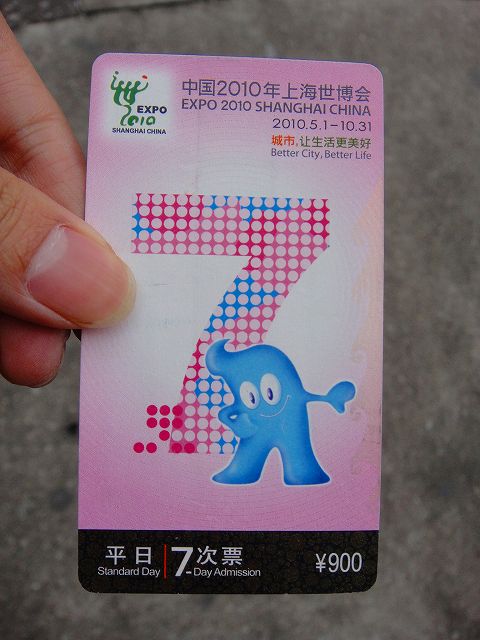 EXPO
2010
SHANGHAI CHINA
中国2010年上海世博会
EXPO 2010 SHANGHAI CHINA
2010.5.1-10.31
城市,让生活更美好
Better City, Better Life
7
平日 7次票
Standard Day 7-Day Admission
¥900